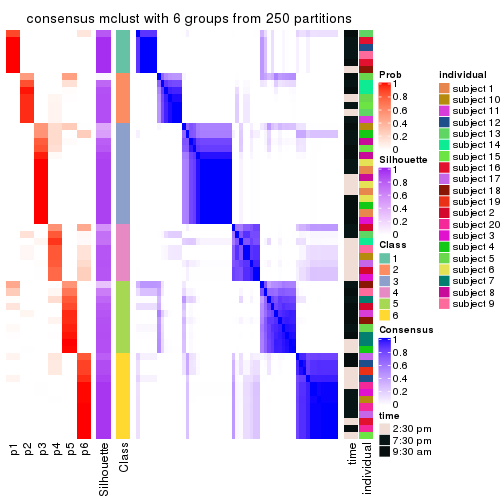 consensus mclust with 6 groups from 250 partitions
p1
p2
p3
p4
p5
p6
Silhouette
Class
time
individual
Prob
1
0.8
0.6
0.4
0.2
0
Silhouette
1
0.8
0.6
0.4
0.2
0
Class
1
2
3
4
5
6
Consensus
1
0.8
0.6
0.4
0.2
0
time
2:30 pm
7:30 pm
9:30 am
individual
subject 1
subject 10
subject 11
subject 12
subject 13
subject 14
subject 15
subject 16
subject 17
subject 18
subject 19
subject 2
subject 20
subject 3
subject 4
subject 5
subject 6
subject 7
subject 8
subject 9